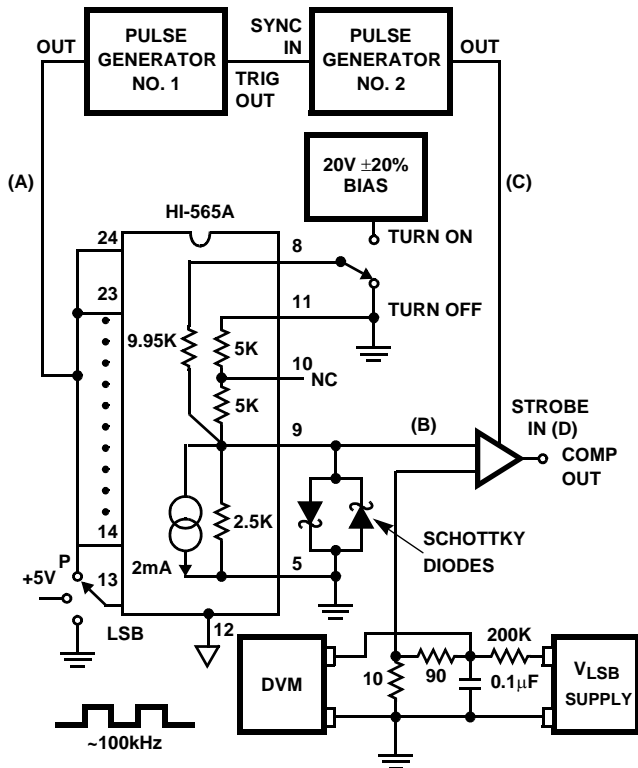 OUT
PULSE
GENERATOR
NO. 1
SYNC
IN
TRIG
OUT
PULSE
GENERATOR
NO. 2
OUT
(A)
20V ±20%
BIAS
(C)
HI-565A
TURN ON
24
8
23
11
TURN OFF
9.95K
5K
10
NC
5K
9
(B)
STROBE
IN (D)
COMP
OUT
14
2.5K
SCHOTTKY
DIODES
P
+5V
13
2mA
5
LSB
12
200K
DVM
10
90
0.1μF
VLSB
SUPPLY
~100kHz